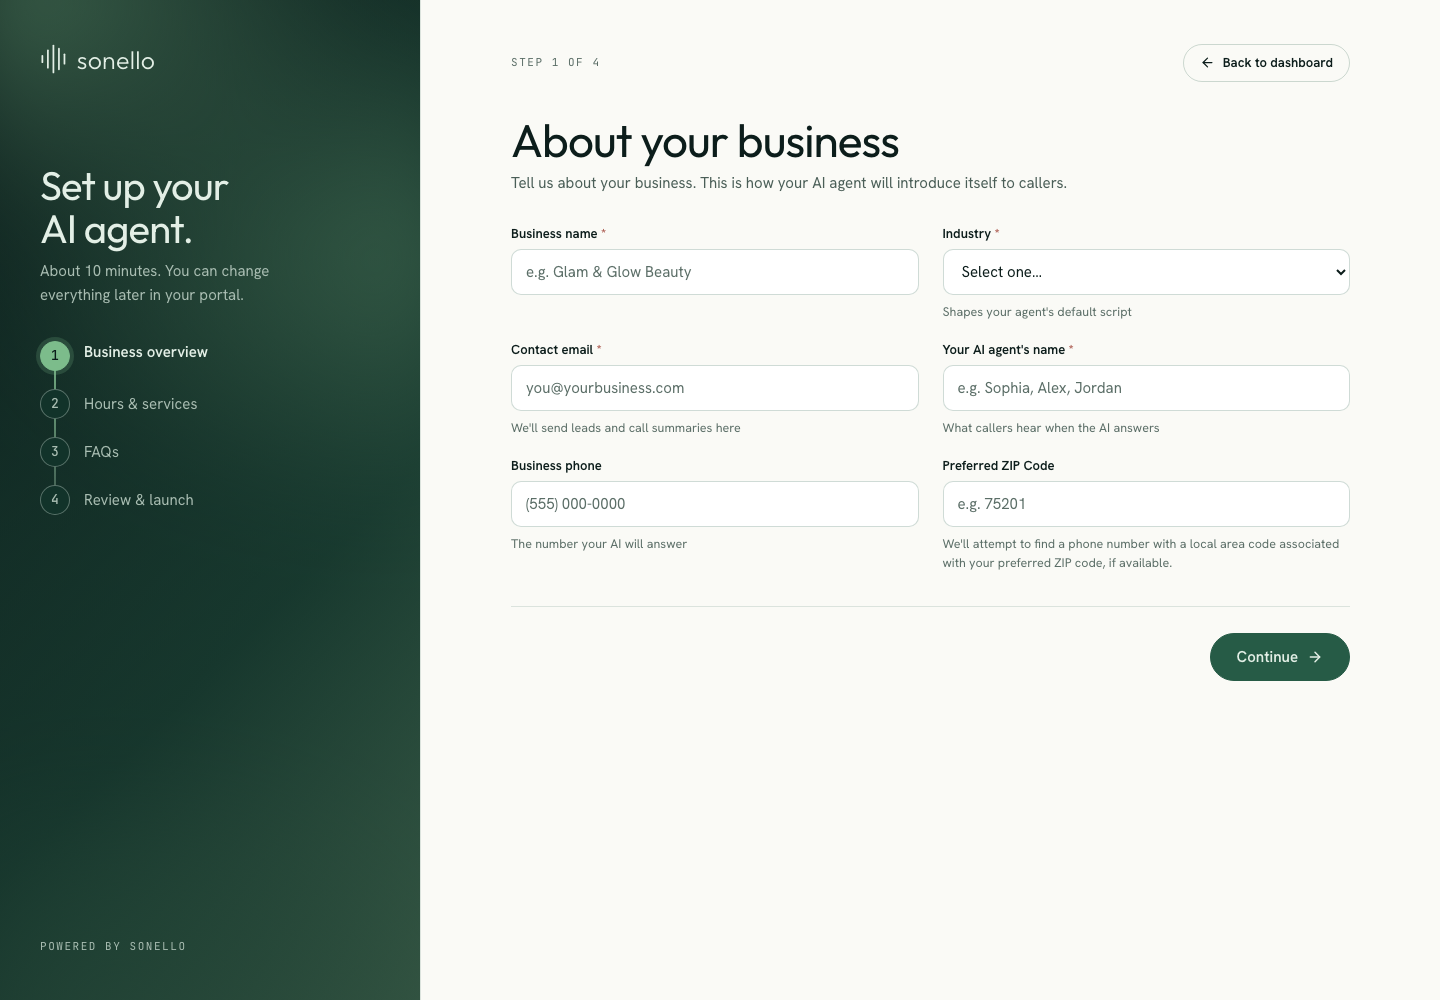 sonello
Set up your
AI agent.
About 10 minutes. You can change
everything later in your portal.
1 Business overview
2 Hours & services
3 FAQs
4 Review & launch
POWERED BY SONELLO
STEP 1 OF 4
← Back to dashboard
About your business
Tell us about your business. This is how your AI agent will introduce itself to callers.
Business name *
e.g. Glam & Glow Beauty
Industry *
Select one...
Shapes your agent's default script
Contact email *
you@yourbusiness.com
We'll send leads and call summaries here
Your AI agent's name *
e.g. Sophia, Alex, Jordan
What callers hear when the AI answers
Business phone
(555) 000-0000
The number your AI will answer
Preferred ZIP Code
e.g. 75201
We'll attempt to find a phone number with a local area code associated
with your preferred ZIP code, if available.
Continue →